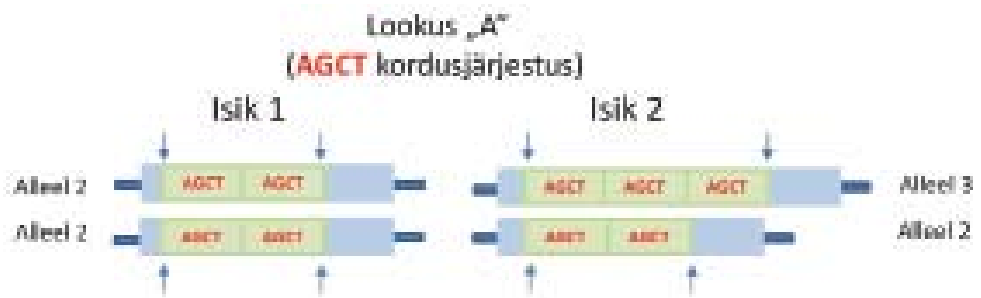 Lookus „A”
(AGCT kordusjärjestus)
Isik 1
Isik 2
Alleel 2
AGCT AGCT
AGCT AGCT AGCT
Alleel 3
Alleel 2
AGCT AGCT
AGCT AGCT
Alleel 2